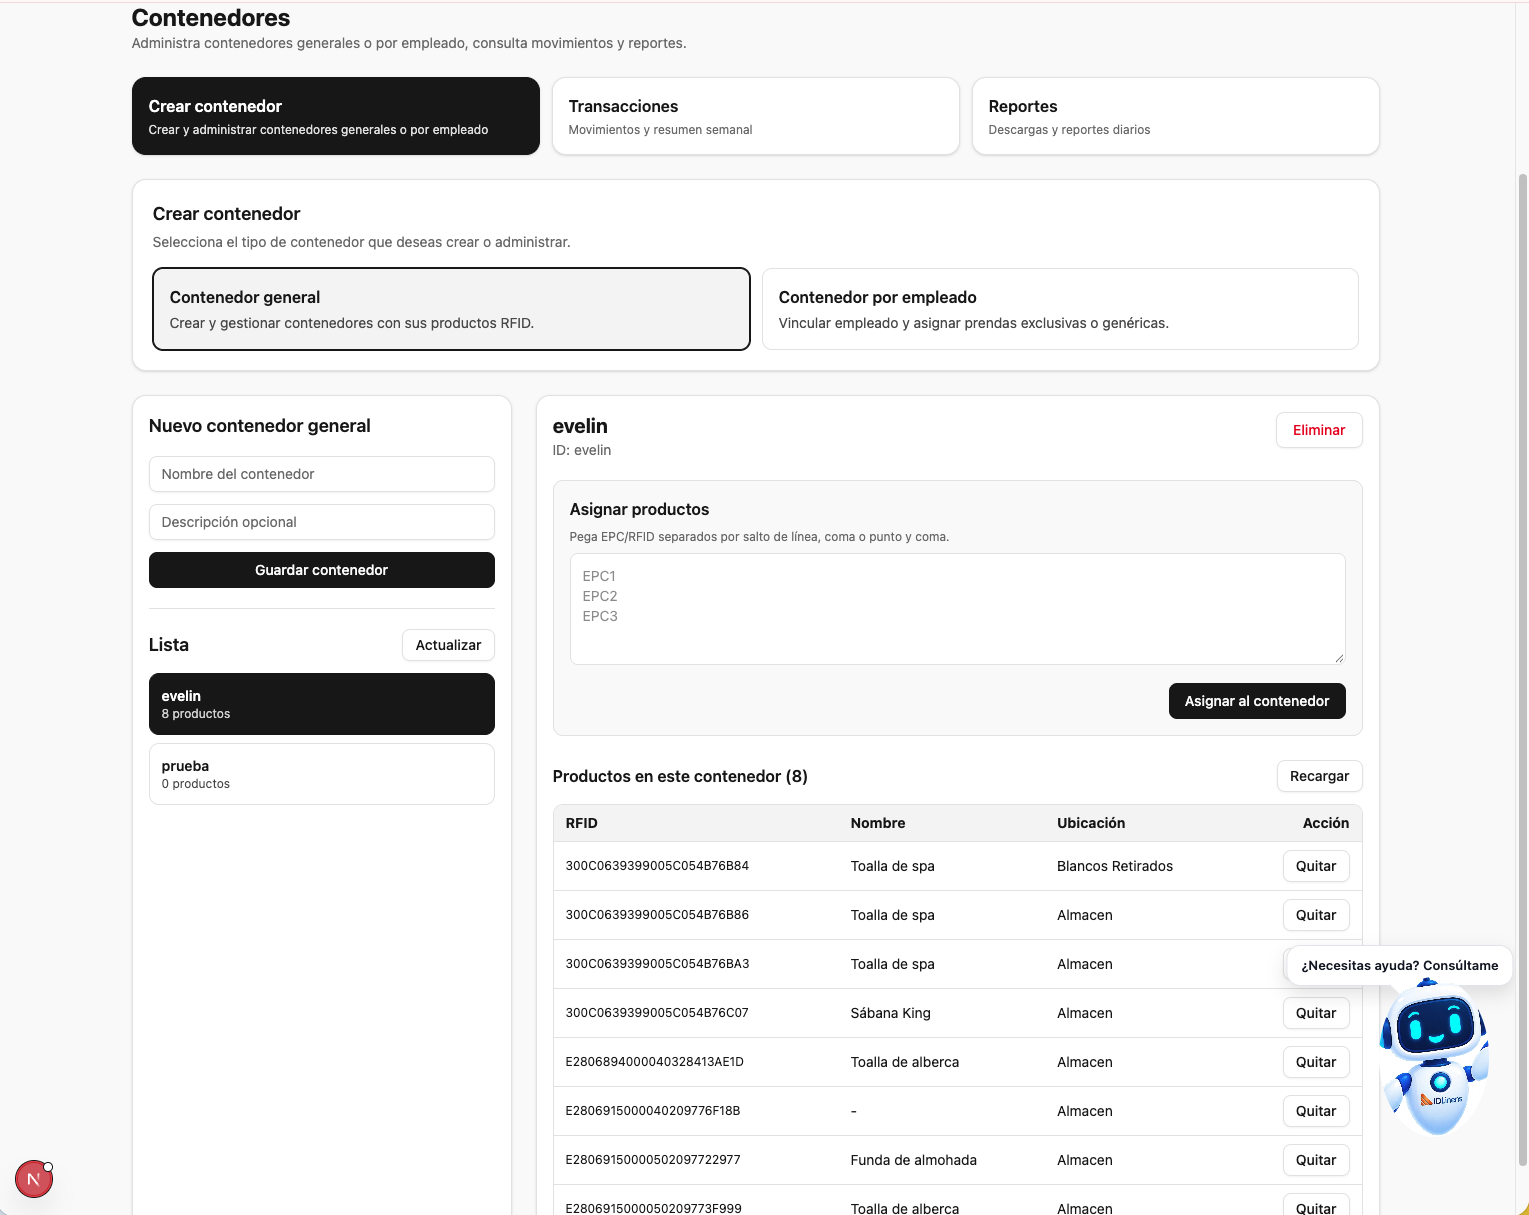 Contenedores
Administra contenedores generales o por empleado, consulta movimientos y reportes.
Crear contenedor
Crear y administrar contenedores generales o por empleado
Transacciones
Movimientos y resumen semanal
Reportes
Descargas y reportes diarios
Crear contenedor
Selecciona el tipo de contenedor que deseas crear o administrar.
Contenedor general
Crear y gestionar contenedores con sus productos RFID.
Contenedor por empleado
Vincular empleado y asignar prendas exclusivas o genéricas.
Nuevo contenedor general
Nombre del contenedor
Descripción opcional
Guardar contenedor
Lista
Actualizar
evelin
8 productos
prueba
0 productos
evelin
ID: evelin
Eliminar
Asignar productos
Pega EPC/RFID separados por salto de línea, coma o punto y coma.
EPC1
EPC2
EPC3
Asignar al contenedor
Productos en este contenedor (8)
Recargar
RFID Nombre Ubicación Acción
300C0639399005C054B76B84 Toalla de spa Blancos Retirados Quitar
300C0639399005C054B76B86 Toalla de spa Almacen Quitar
300C0639399005C054B76BA3 Toalla de spa Almacen
¿Necesitas ayuda? Consúltame
300C0639399005C054B76C07 Sábana King Almacen Quitar
E2806894000040328413AE1D Toalla de alberca Almacen Quitar
IDLinens
E2806915000040209776F18B - Almacen Quitar
E28069150000502097722977 Funda de almohada Almacen Quitar
N
E2806915000050209773F999 Toalla de alberca Almacen Quitar